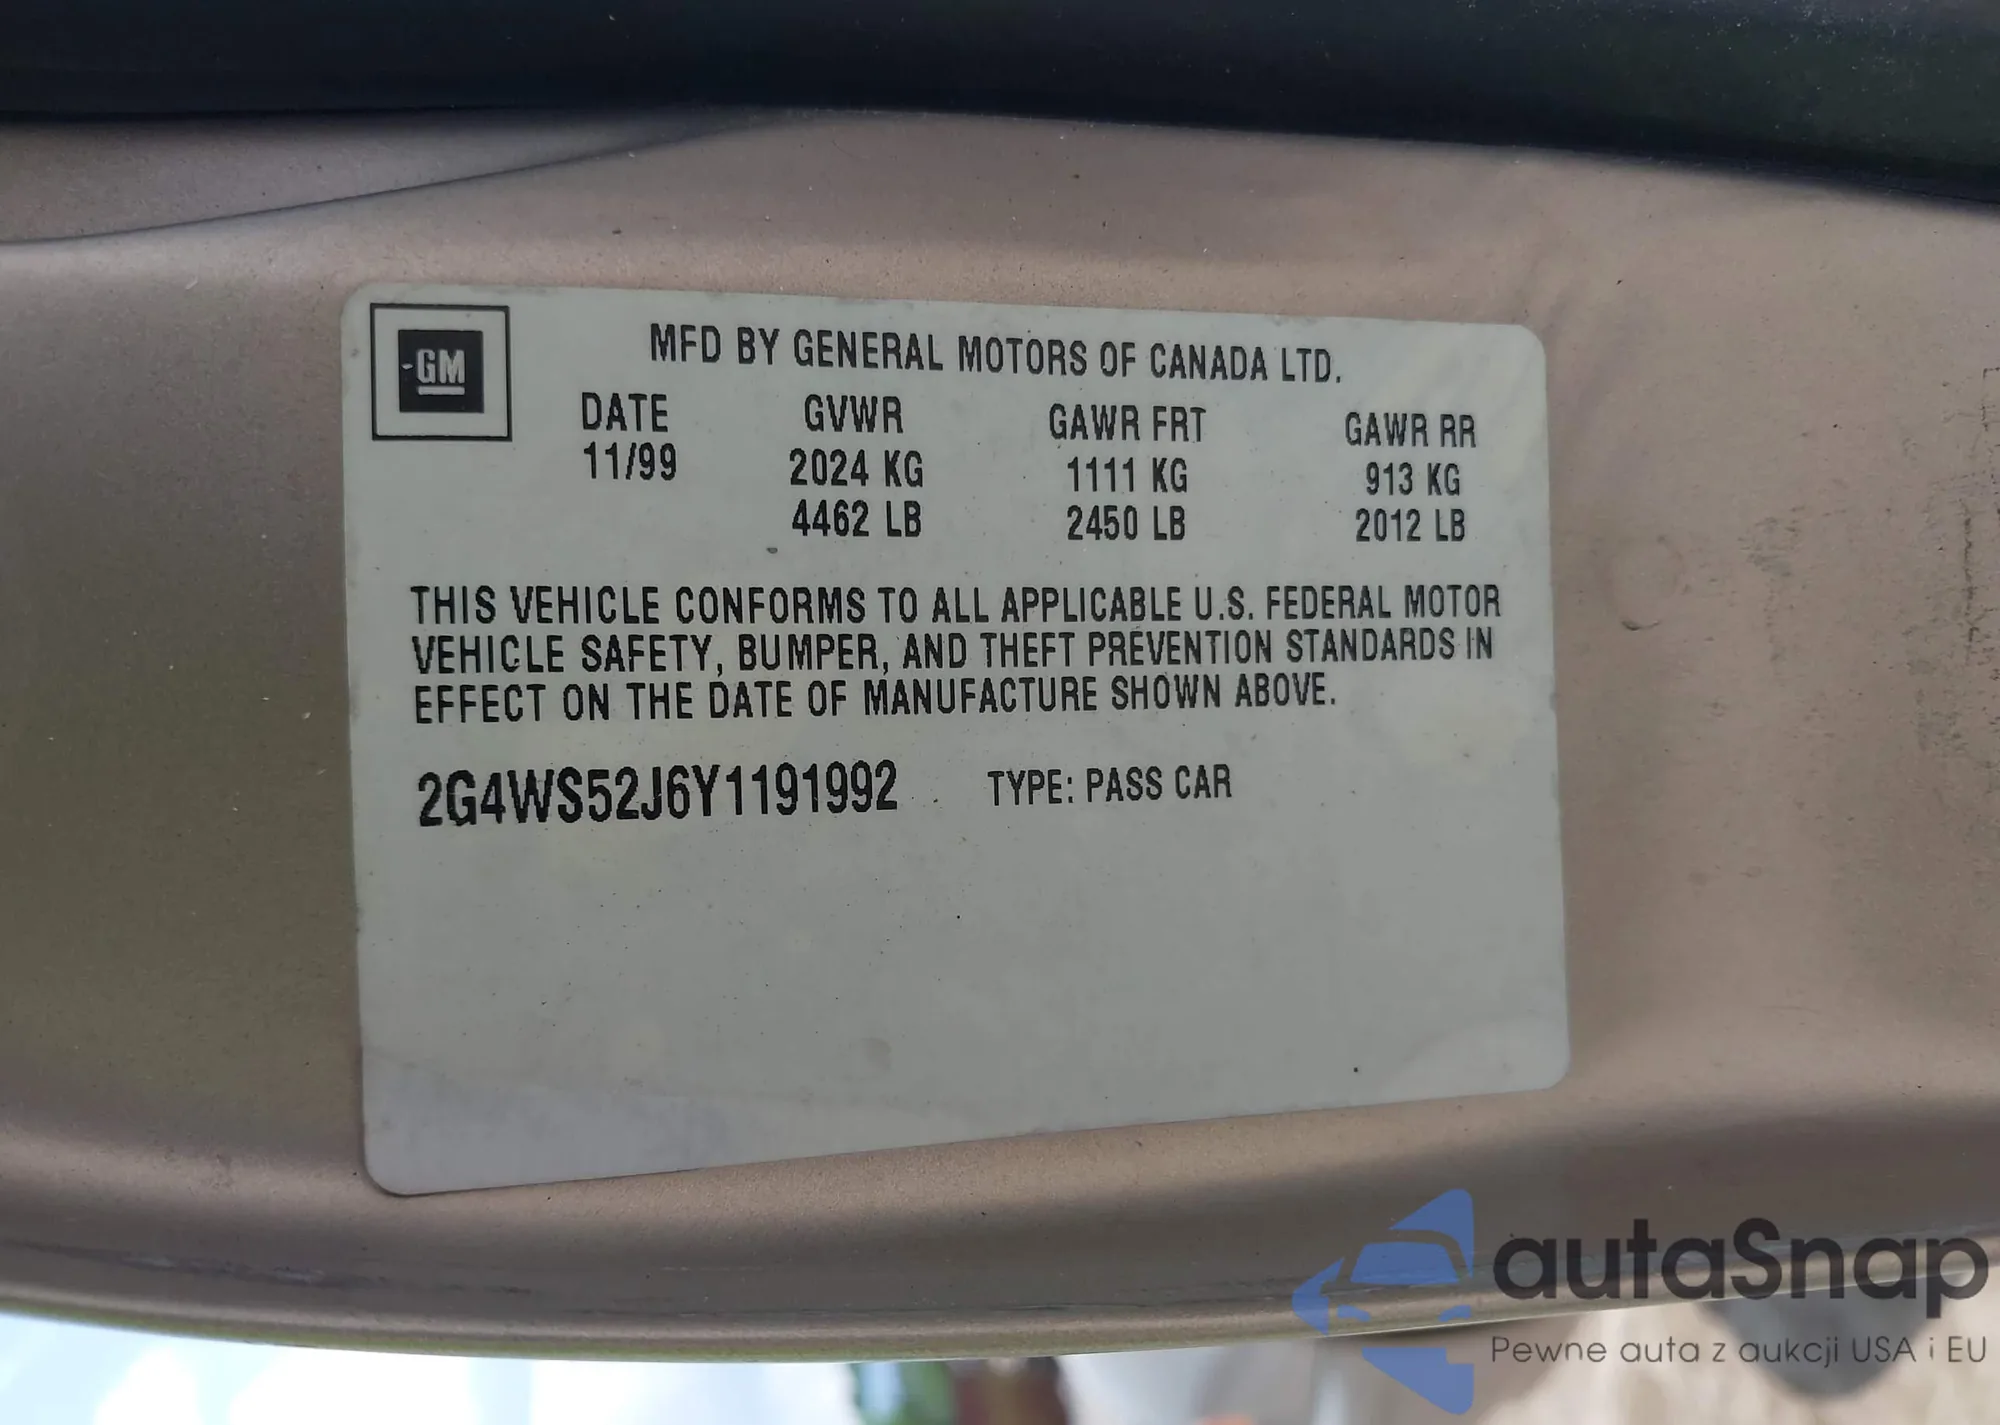 GM
MFD BY GENERAL MOTORS OF CANADA LTD.
DATE GVWR GAWR FRT GAWR RR
11/99 2024 KG 1111 KG 913 KG
4462 LB 2450 LB 2012 LB
THIS VEHICLE CONFORMS TO ALL APPLICABLE U.S. FEDERAL MOTOR
VEHICLE SAFETY, BUMPER, AND THEFT PREVENTION STANDARDS IN
EFFECT ON THE DATE OF MANUFACTURE SHOWN ABOVE.
2G4WS52J6Y1191992 TYPE: PASS CAR
autaSnap
Pewne auta z aukcji USA i EU